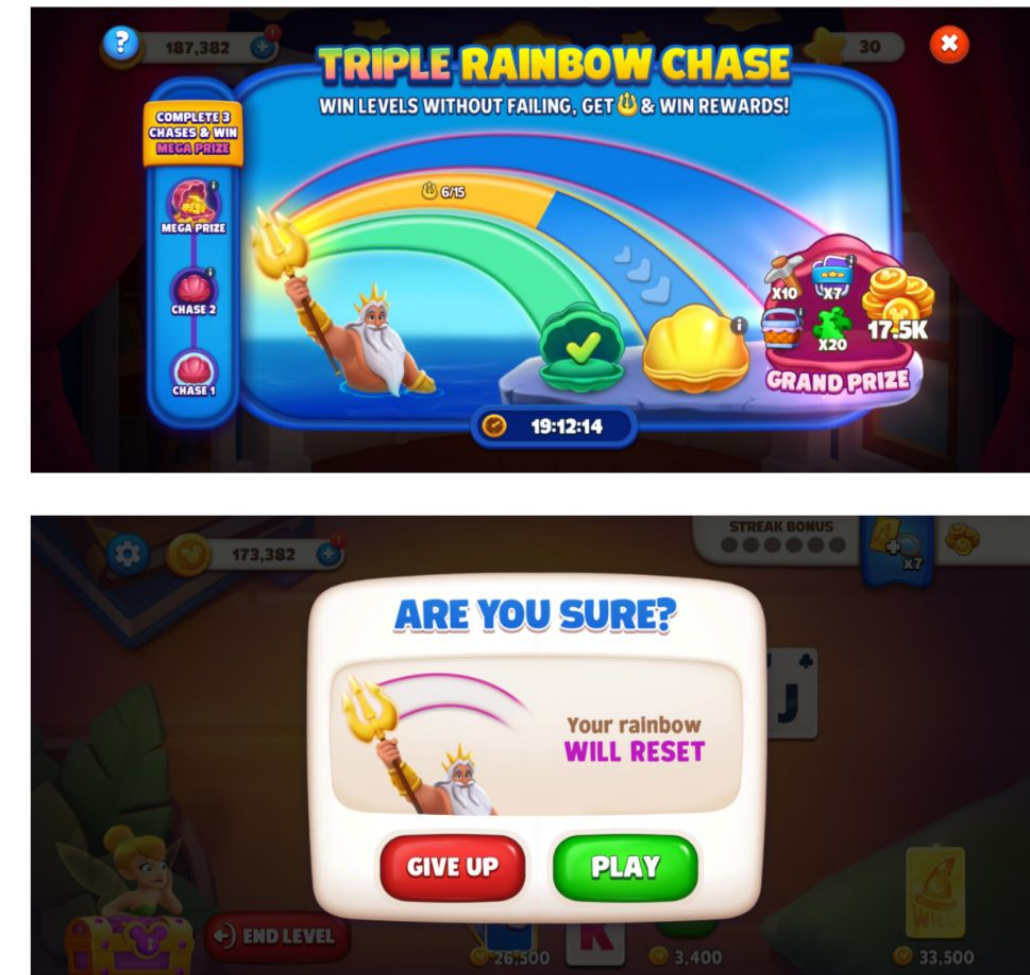 187,382
30
TRIPLE RAINBOW CHASE
WIN LEVELS WITHOUT FAILING, GET & WIN REWARDS!
COMPLETE 3
CHASES & WIN
MEGA PRIZE
MEGA PRIZE
CHASE 2
CHASE 1
6/15
X10
X7
X20
17.5K
GRAND PRIZE
19:12:14
173,382
STREAK BONUS
X7
ARE YOU SURE?
Your rainbow
WILL RESET
GIVE UP
PLAY
J
END LEVEL
K
26,500
3,400
33,500